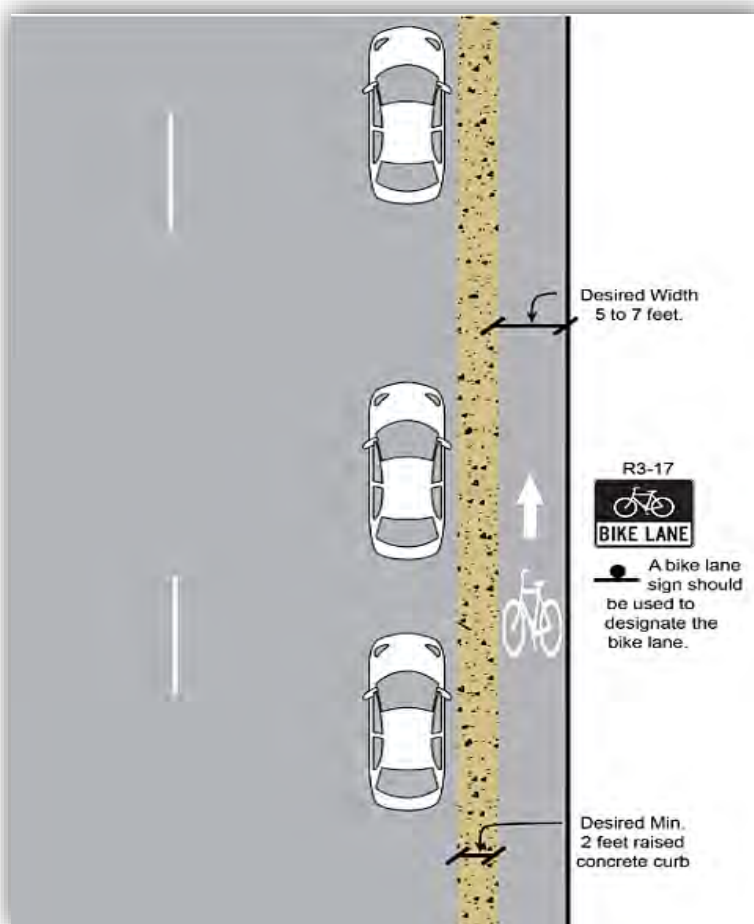 Desired Width
5 to 7 feet.
R3-17
BIKE LANE
A bike lane
sign should
be used to
designate the
bike lane.
Desired Min.
2 feet raised
concrete curb